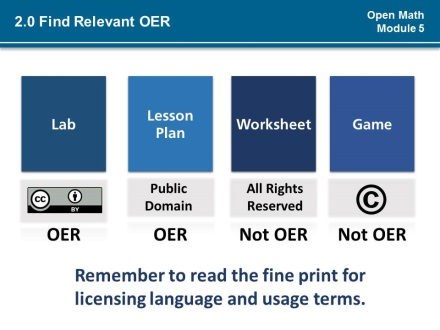 2.0 Find Relevant OER
Open Math
Module 5
Lab
Lesson
Plan
Worksheet
Game
cc
BY
Public
Domain
All Rights
Reserved
©
OER
OER
Not OER
Not OER
Remember to read the fine print for
licensing language and usage terms.